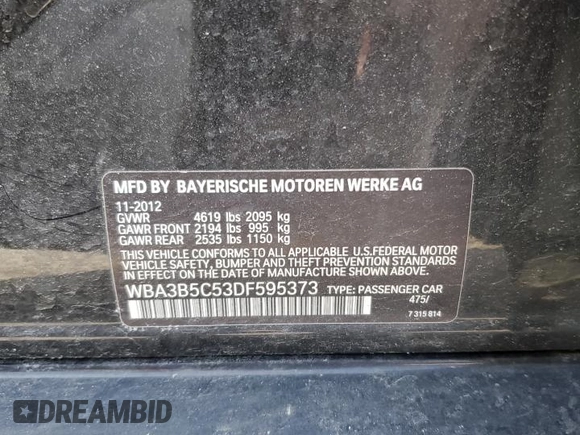 MFD BY BAYERISCHE MOTOREN WERKE AG
11-2012
GVWR 4619 lbs 2095 kg
GAWR FRONT 2194 lbs 995 kg
GAWR REAR 2535 lbs 1150 kg
THIS VEHICLE CONFORMS TO ALL APPLICABLE U.S.FEDERAL MOTOR
VEHICLE SAFETY, BUMPER AND THEFT PREVENTION STANDARDS
IN EFFECT ON THE DATE OF MANUFACTURE SHOWN ABOVE.
WBA3B5C53DF595373 TYPE: PASSENGER CAR
475/
7 315 814
DREAMBID